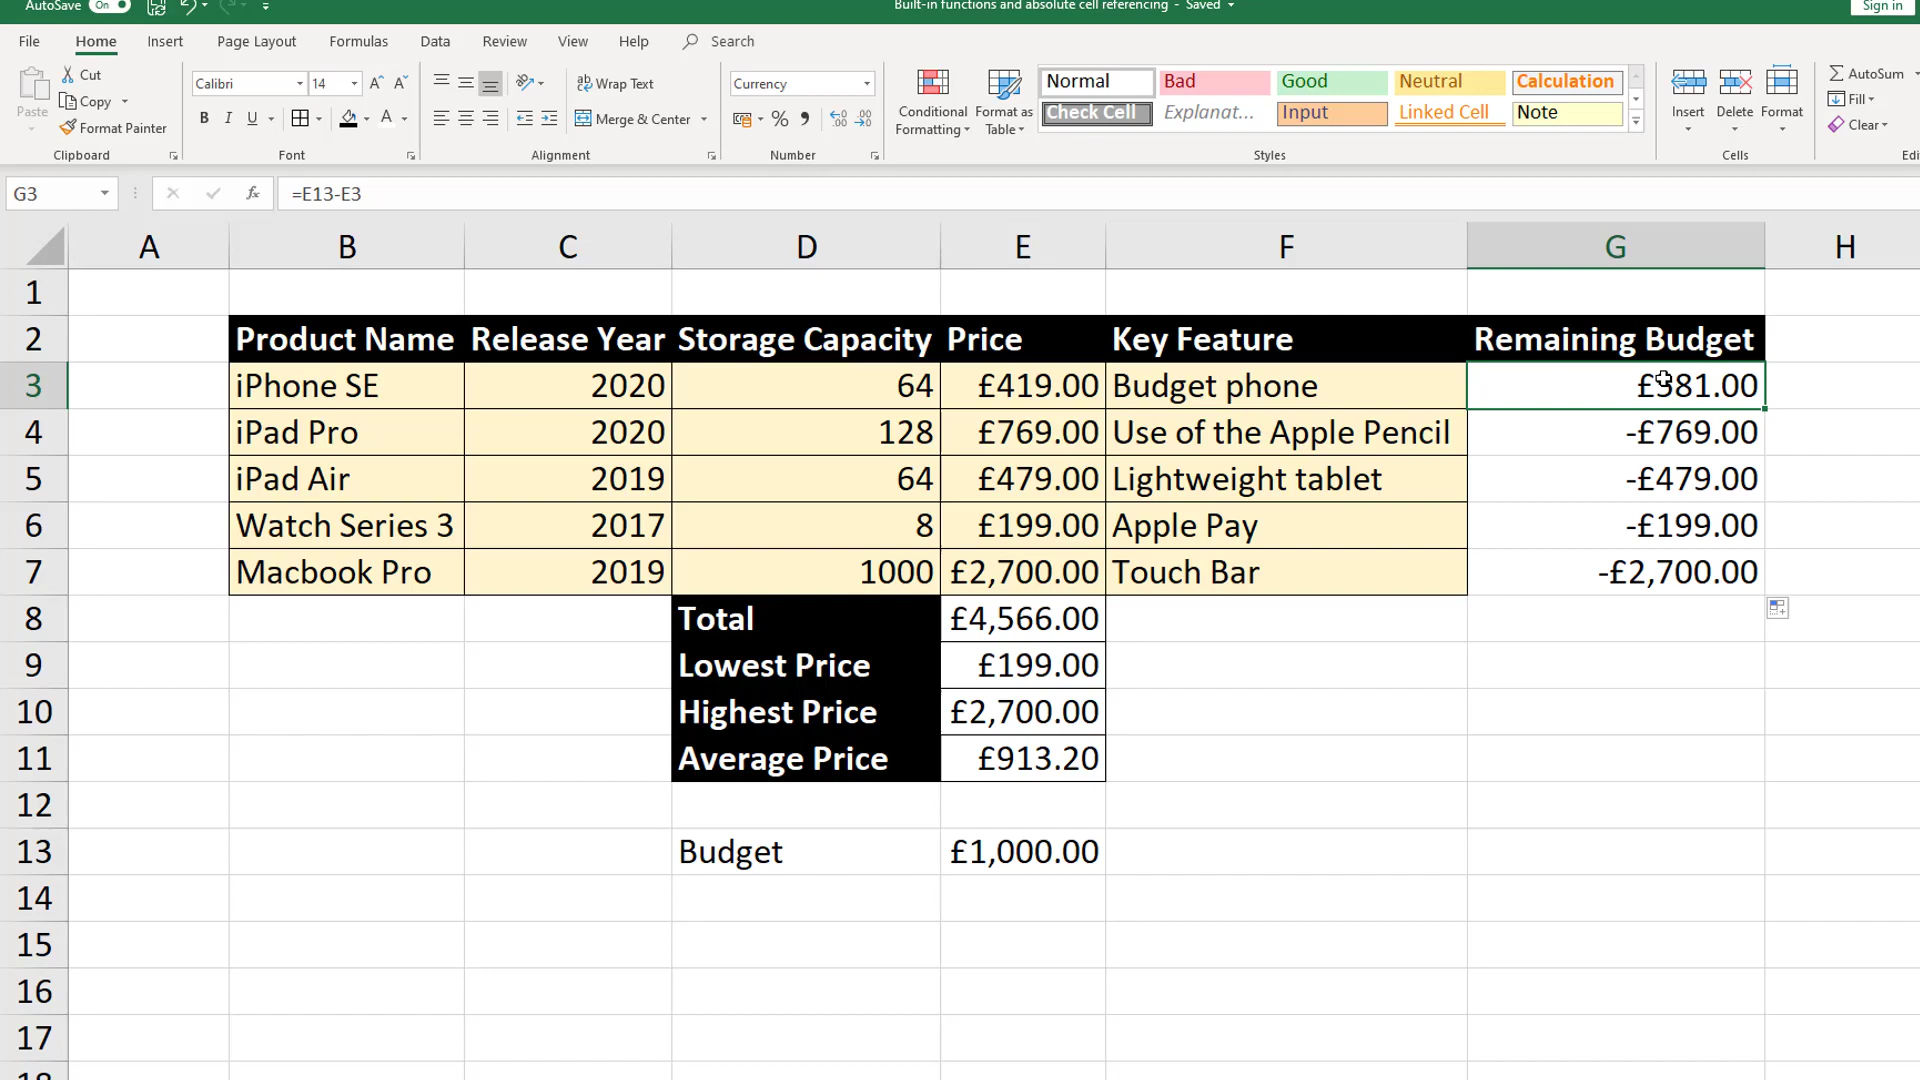 AutoSave On Built-in functions and absolute cell referencing - Saved Sign in
File Home Insert Page Layout Formulas Data Review View Help Search
Paste Cut Copy Format Painter Clipboard
Calibri 14 A A B I U A Font
ab Wrap Text Merge & Center Alignment
Currency % , Number
Conditional Formatting Format as Table
Normal Bad Good Neutral Calculation
Check Cell Explanat... Input Linked Cell Note
Styles
Insert Delete Format Cells
AutoSum Fill Clear Edi
G3 fx =E13-E3
A B C D E F G H
1
2 Product Name Release Year Storage Capacity Price Key Feature Remaining Budget
3 iPhone SE 2020 64 £419.00 Budget phone £581.00
4 iPad Pro 2020 128 £769.00 Use of the Apple Pencil -£769.00
5 iPad Air 2019 64 £479.00 Lightweight tablet -£479.00
6 Watch Series 3 2017 8 £199.00 Apple Pay -£199.00
7 Macbook Pro 2019 1000 £2,700.00 Touch Bar -£2,700.00
8 Total £4,566.00
9 Lowest Price £199.00
10 Highest Price £2,700.00
11 Average Price £913.20
12
13 Budget £1,000.00
14
15
16
17
18